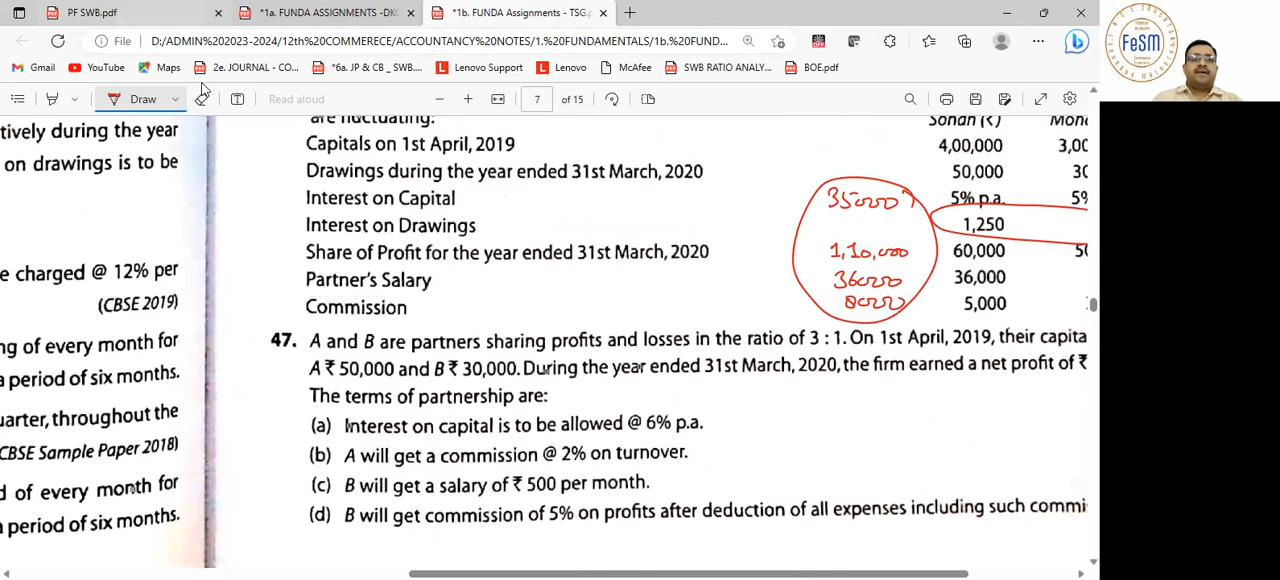 PF SWB.pdf
*1a. FUNDA ASSIGNMENTS -DK
*1b. FUNDA Assignments - TSG.p
File
D:/ADMIN%202023-2024/12th%20COMMERECE/ACCOUNTANCY%20NOTES/1.%20FUNDAMENTALS/1b.%20FUND...
Gmail
YouTube
Maps
2e. JOURNAL - CO...
*6a. JP & SCB _ SWB....
Lenovo Support
Lenovo
McAfee
SWB RATIO ANALY...
BOE.pdf
Draw
Read aloud
7 of 15
FeSM
tively during the year
on drawings is to be
e charged @ 12% per
(CBSE 2019)
ng of every month for
a period of six months.
quarter, throughout the
CBSE Sample Paper 2018)
d of every month for
a period of six months.
are fluctuating: Sohan (₹)
Capitals on 1st April, 2019 4,00,000 3,00
Drawings during the year ended 31st March, 2020 50,000 30
Interest on Capital 35000 5% p.a. 5%
Interest on Drawings 1,250
Share of Profit for the year ended 31st March, 2020 1,10,000 60,000 50
Partner's Salary 36000 36,000
Commission 8000 5,000
47. A and B are partners sharing profits and losses in the ratio of 3 : 1. On 1st April, 2019, their capita
A ₹ 50,000 and B ₹ 30,000. During the year ended 31st March, 2020, the firm earned a net profit of ₹
The terms of partnership are:
(a) Interest on capital is to be allowed @ 6% p.a.
(b) A will get a commission @ 2% on turnover.
(c) B will get a salary of ₹ 500 per month.
(d) B will get commission of 5% on profits after deduction of all expenses including such commi